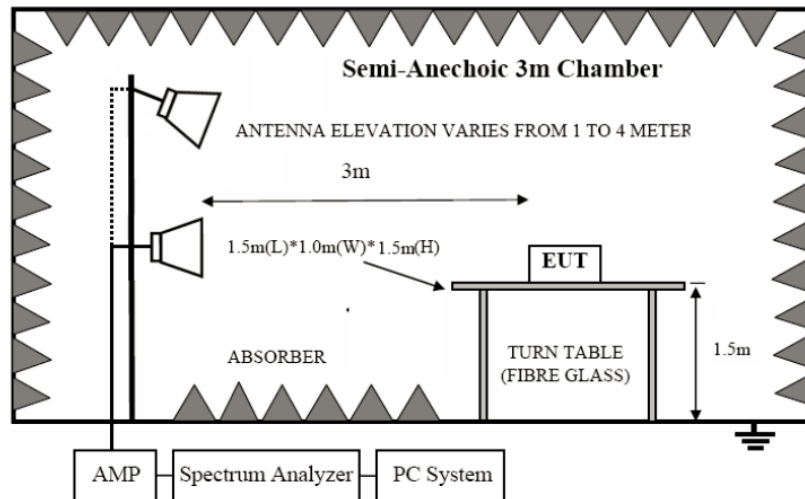 Semi-Anechoic 3m Chamber
ANTENNA ELEVATION VARIES FROM 1 TO 4 METER
3m
1.5m(L)*1.0m(W)*1.5m(H)
EUT
ABSORBER
TURN TABLE
(FIBRE GLASS)
1.5m
AMP
Spectrum Analyzer
PC System